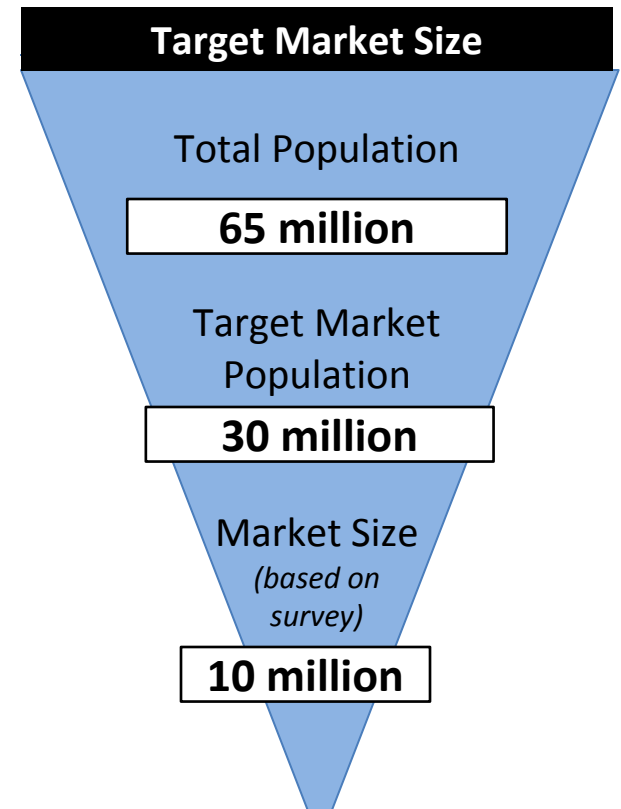 Target Market Size
Total Population
65 million
Target Market
Population
30 million
Market Size
(based on
survey)
10 million